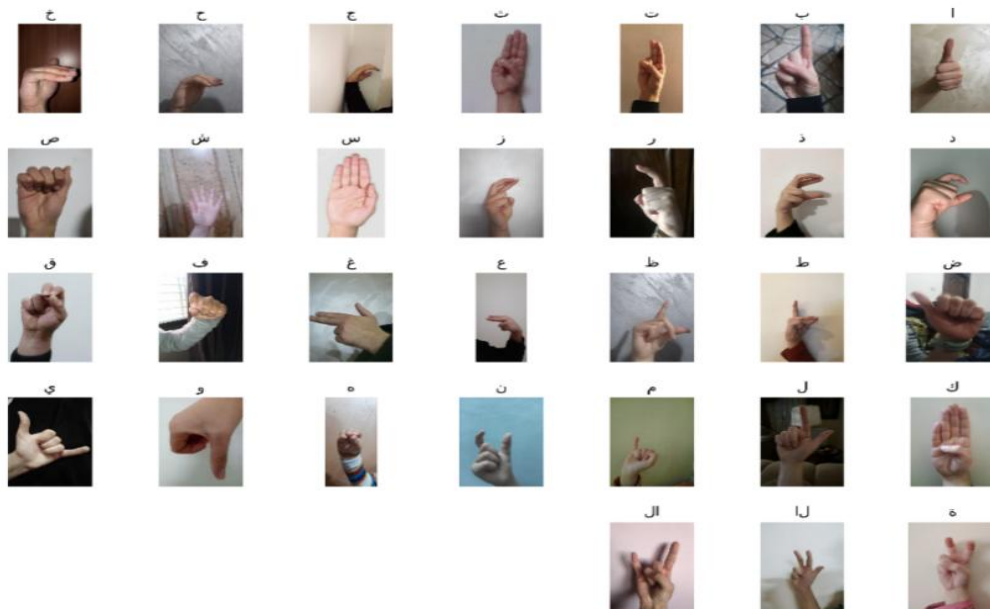 ا ب ت ث ج ح خ
د ذ ر ز س ش ص
ض ط ظ ع غ ف ق
ك ل م ن ه و ي
ة لا ال